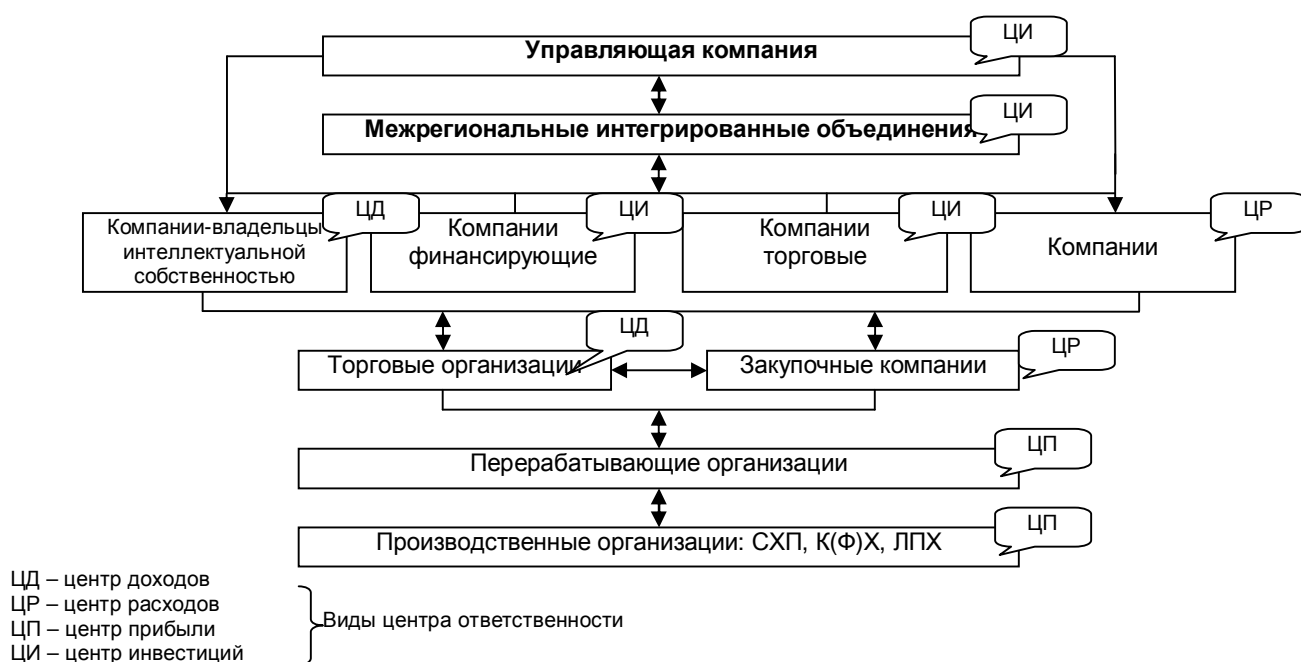 ЦИ
Управляющая компания
ЦИ
Межрегиональные интегрированные объединения
ЦД
ЦИ
ЦИ
ЦР
Компании-владельцы
интеллектуальной
собственностью
Компании
финансирующие
Компании
торговые
Компании
ЦД
ЦР
Торговые организации
Закупочные компании
ЦП
Перерабатывающие организации
ЦП
Производственные организации: СХП, К(Ф)Х, ЛПХ
ЦД – центр доходов
ЦР – центр расходов
ЦП – центр прибыли
ЦИ – центр инвестиций
Виды центра ответственности